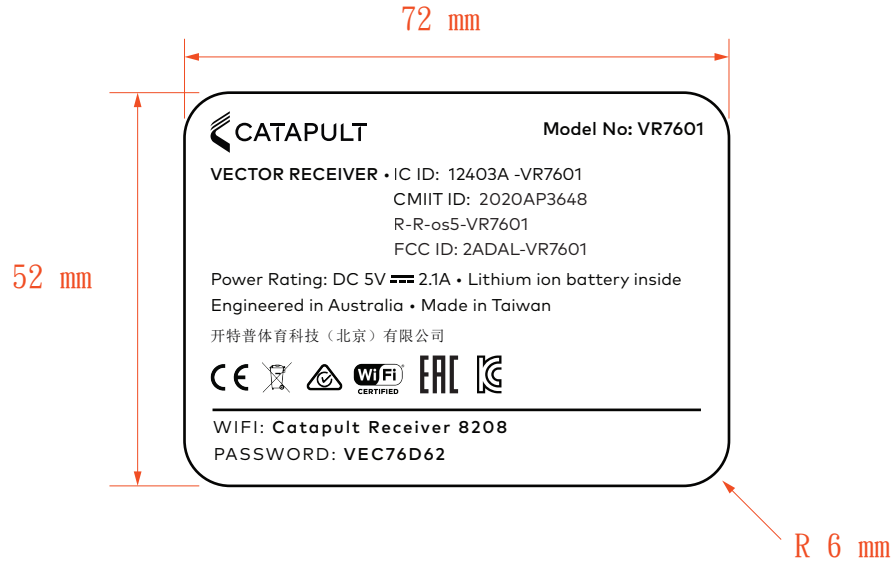 72 mm
CATAPULT
Model No: VR7601
VECTOR RECEIVER • IC ID: 12403A -VR7601
CMIIT ID: 2020AP3648
R-R-os5-VR7601
FCC ID: 2ADAL-VR7601
52 mm
Power Rating: DC 5V 2.1A • Lithium ion battery inside
Engineered in Australia • Made in Taiwan
开特普体育科技（北京）有限公司
CE Wi Fi CERTIFIED EAC KC
WIFI: Catapult Receiver 8208
PASSWORD: VEC76D62
R 6 mm